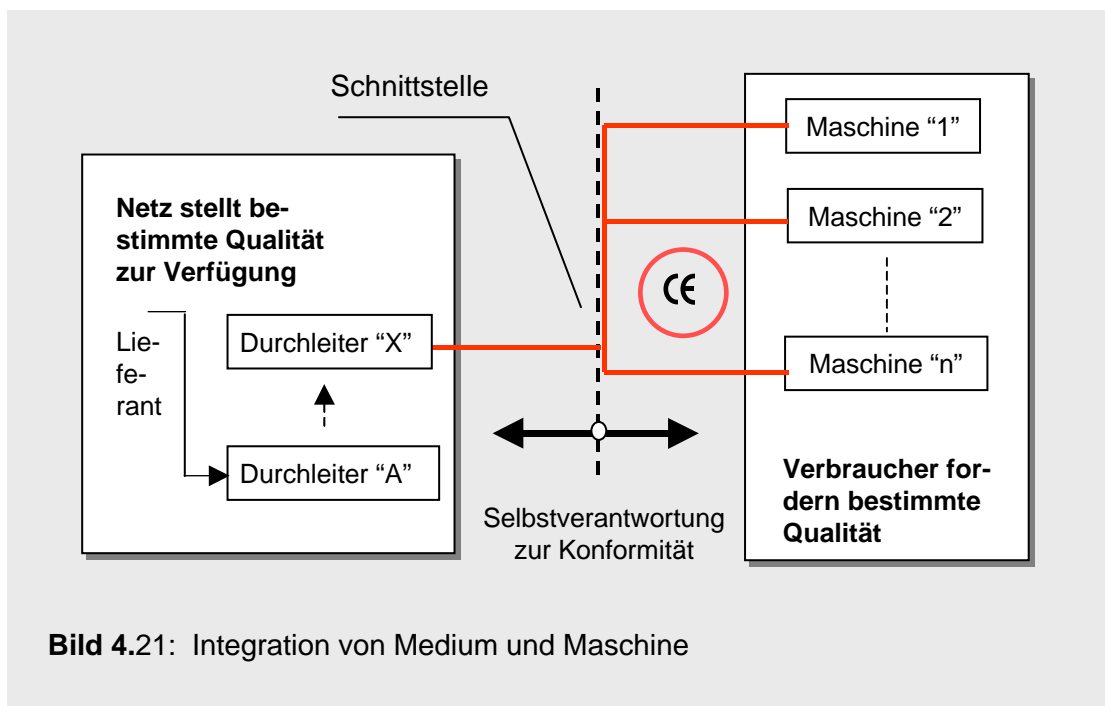 Schnittstelle
Netz stellt be-
stimmte Qualität
zur Verfügung
Lie-
fe-
rant
Durchleiter “X”
Durchleiter “A”
Selbstverantwortung
zur Konformität
CE
Maschine “1”
Maschine “2”
Maschine “n”
Verbraucher for-
dern bestimmte
Qualität
Bild 4.21: Integration von Medium und Maschine